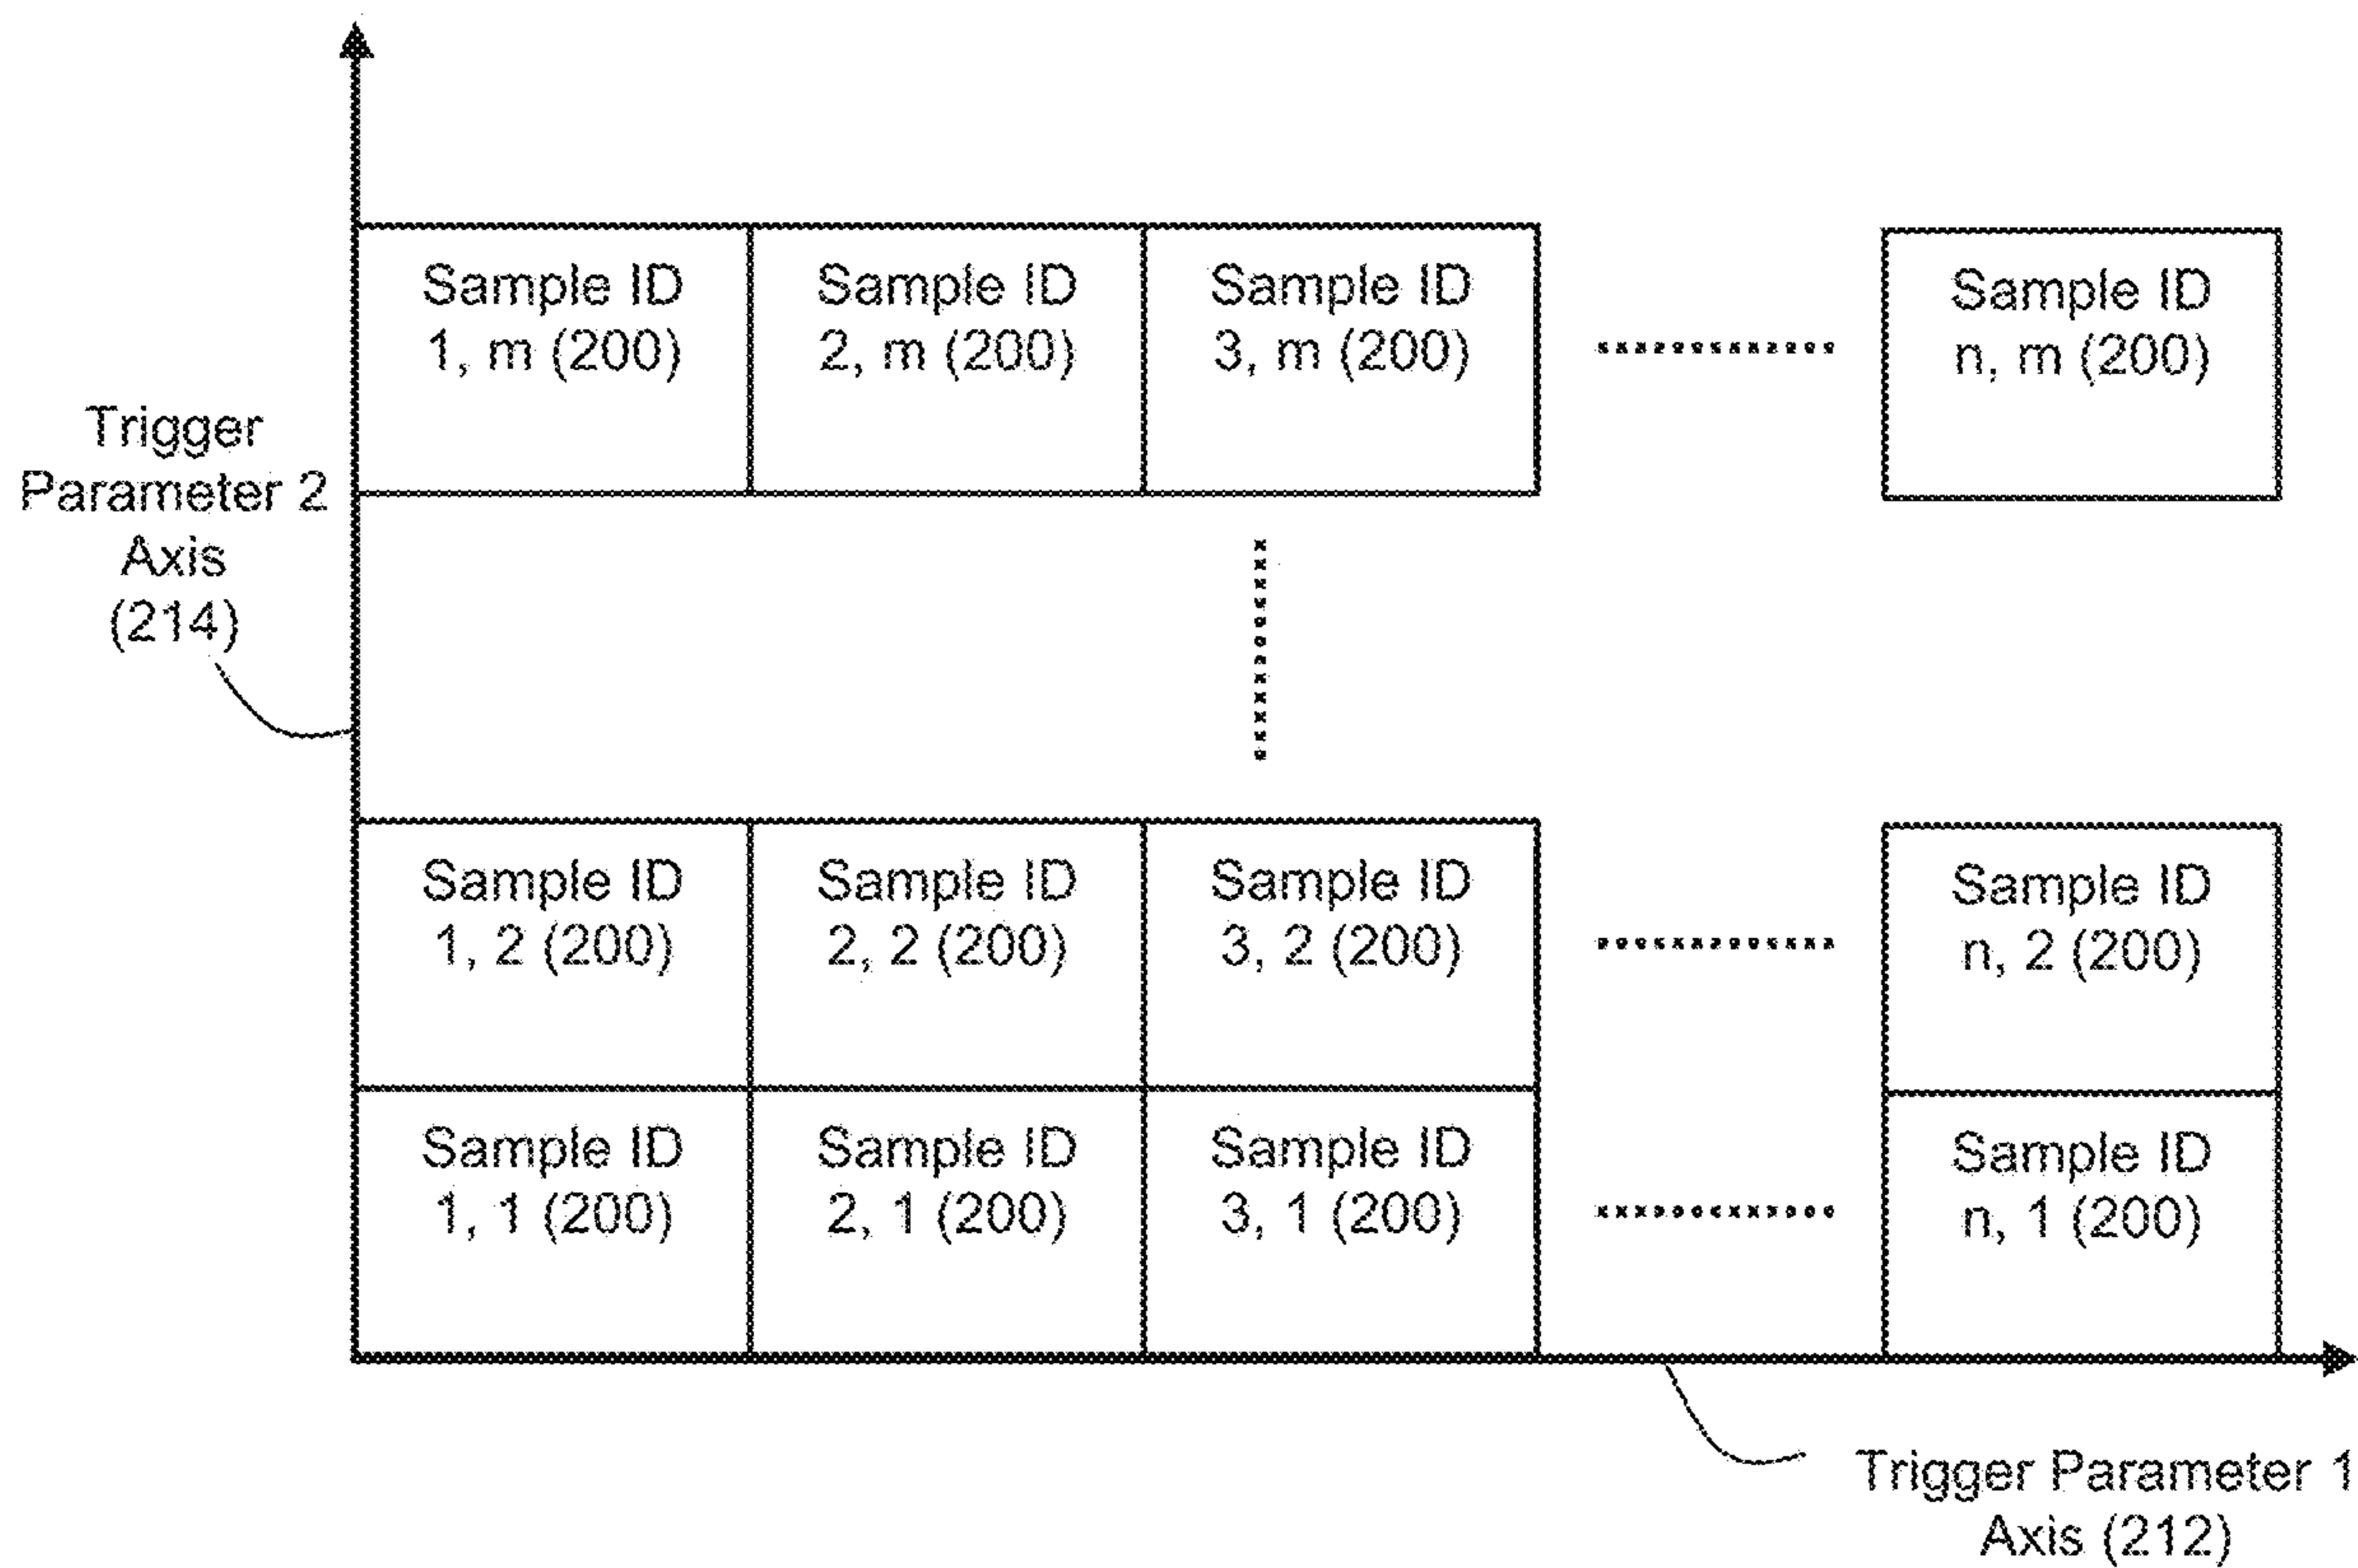 Sample ID
1, m (200)
Sample ID
2, m (200)
Sample ID
3, m (200)
Sample ID
n, m (200)
Trigger
Parameter 2
Axis
(214)
Sample ID
1, 2 (200)
Sample ID
2, 2 (200)
Sample ID
3, 2 (200)
Sample ID
n, 2 (200)
Sample ID
1, 1 (200)
Sample ID
2, 1 (200)
Sample ID
3, 1 (200)
Sample ID
n, 1 (200)
Trigger Parameter 1
Axis (212)